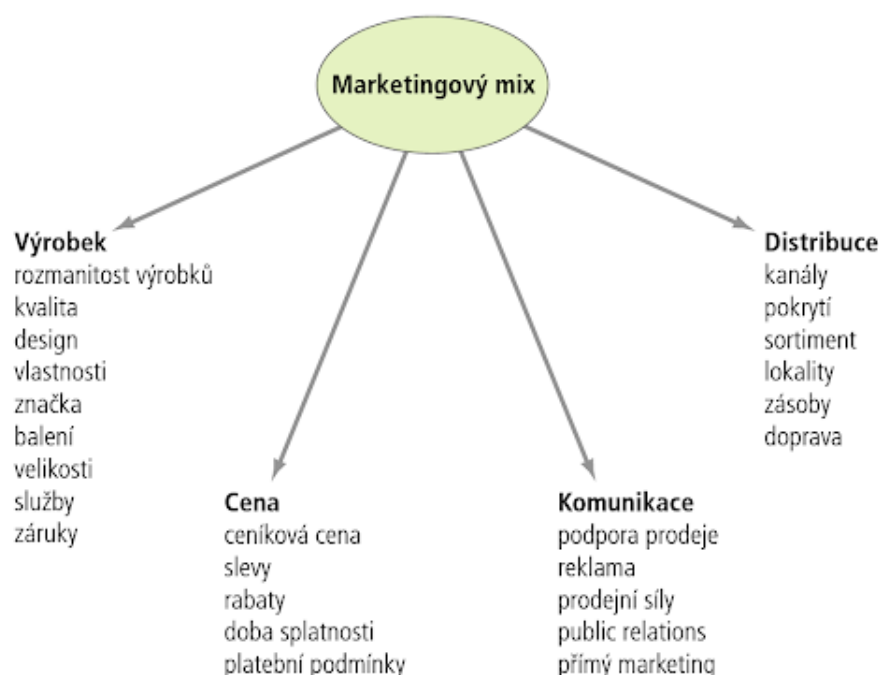 Marketingový mix
Výrobek
rozmanitost výrobků
kvalita
design
vlastnosti
značka
balení
velikosti
služby
záruky
Cena
ceníková cena
slevy
rabaty
doba splatnosti
platební podmínky
Komunikace
podpora prodeje
reklama
prodejní síly
public relations
přímý marketing
Distribuce
kanály
pokrytí
sortiment
lokality
zásoby
doprava